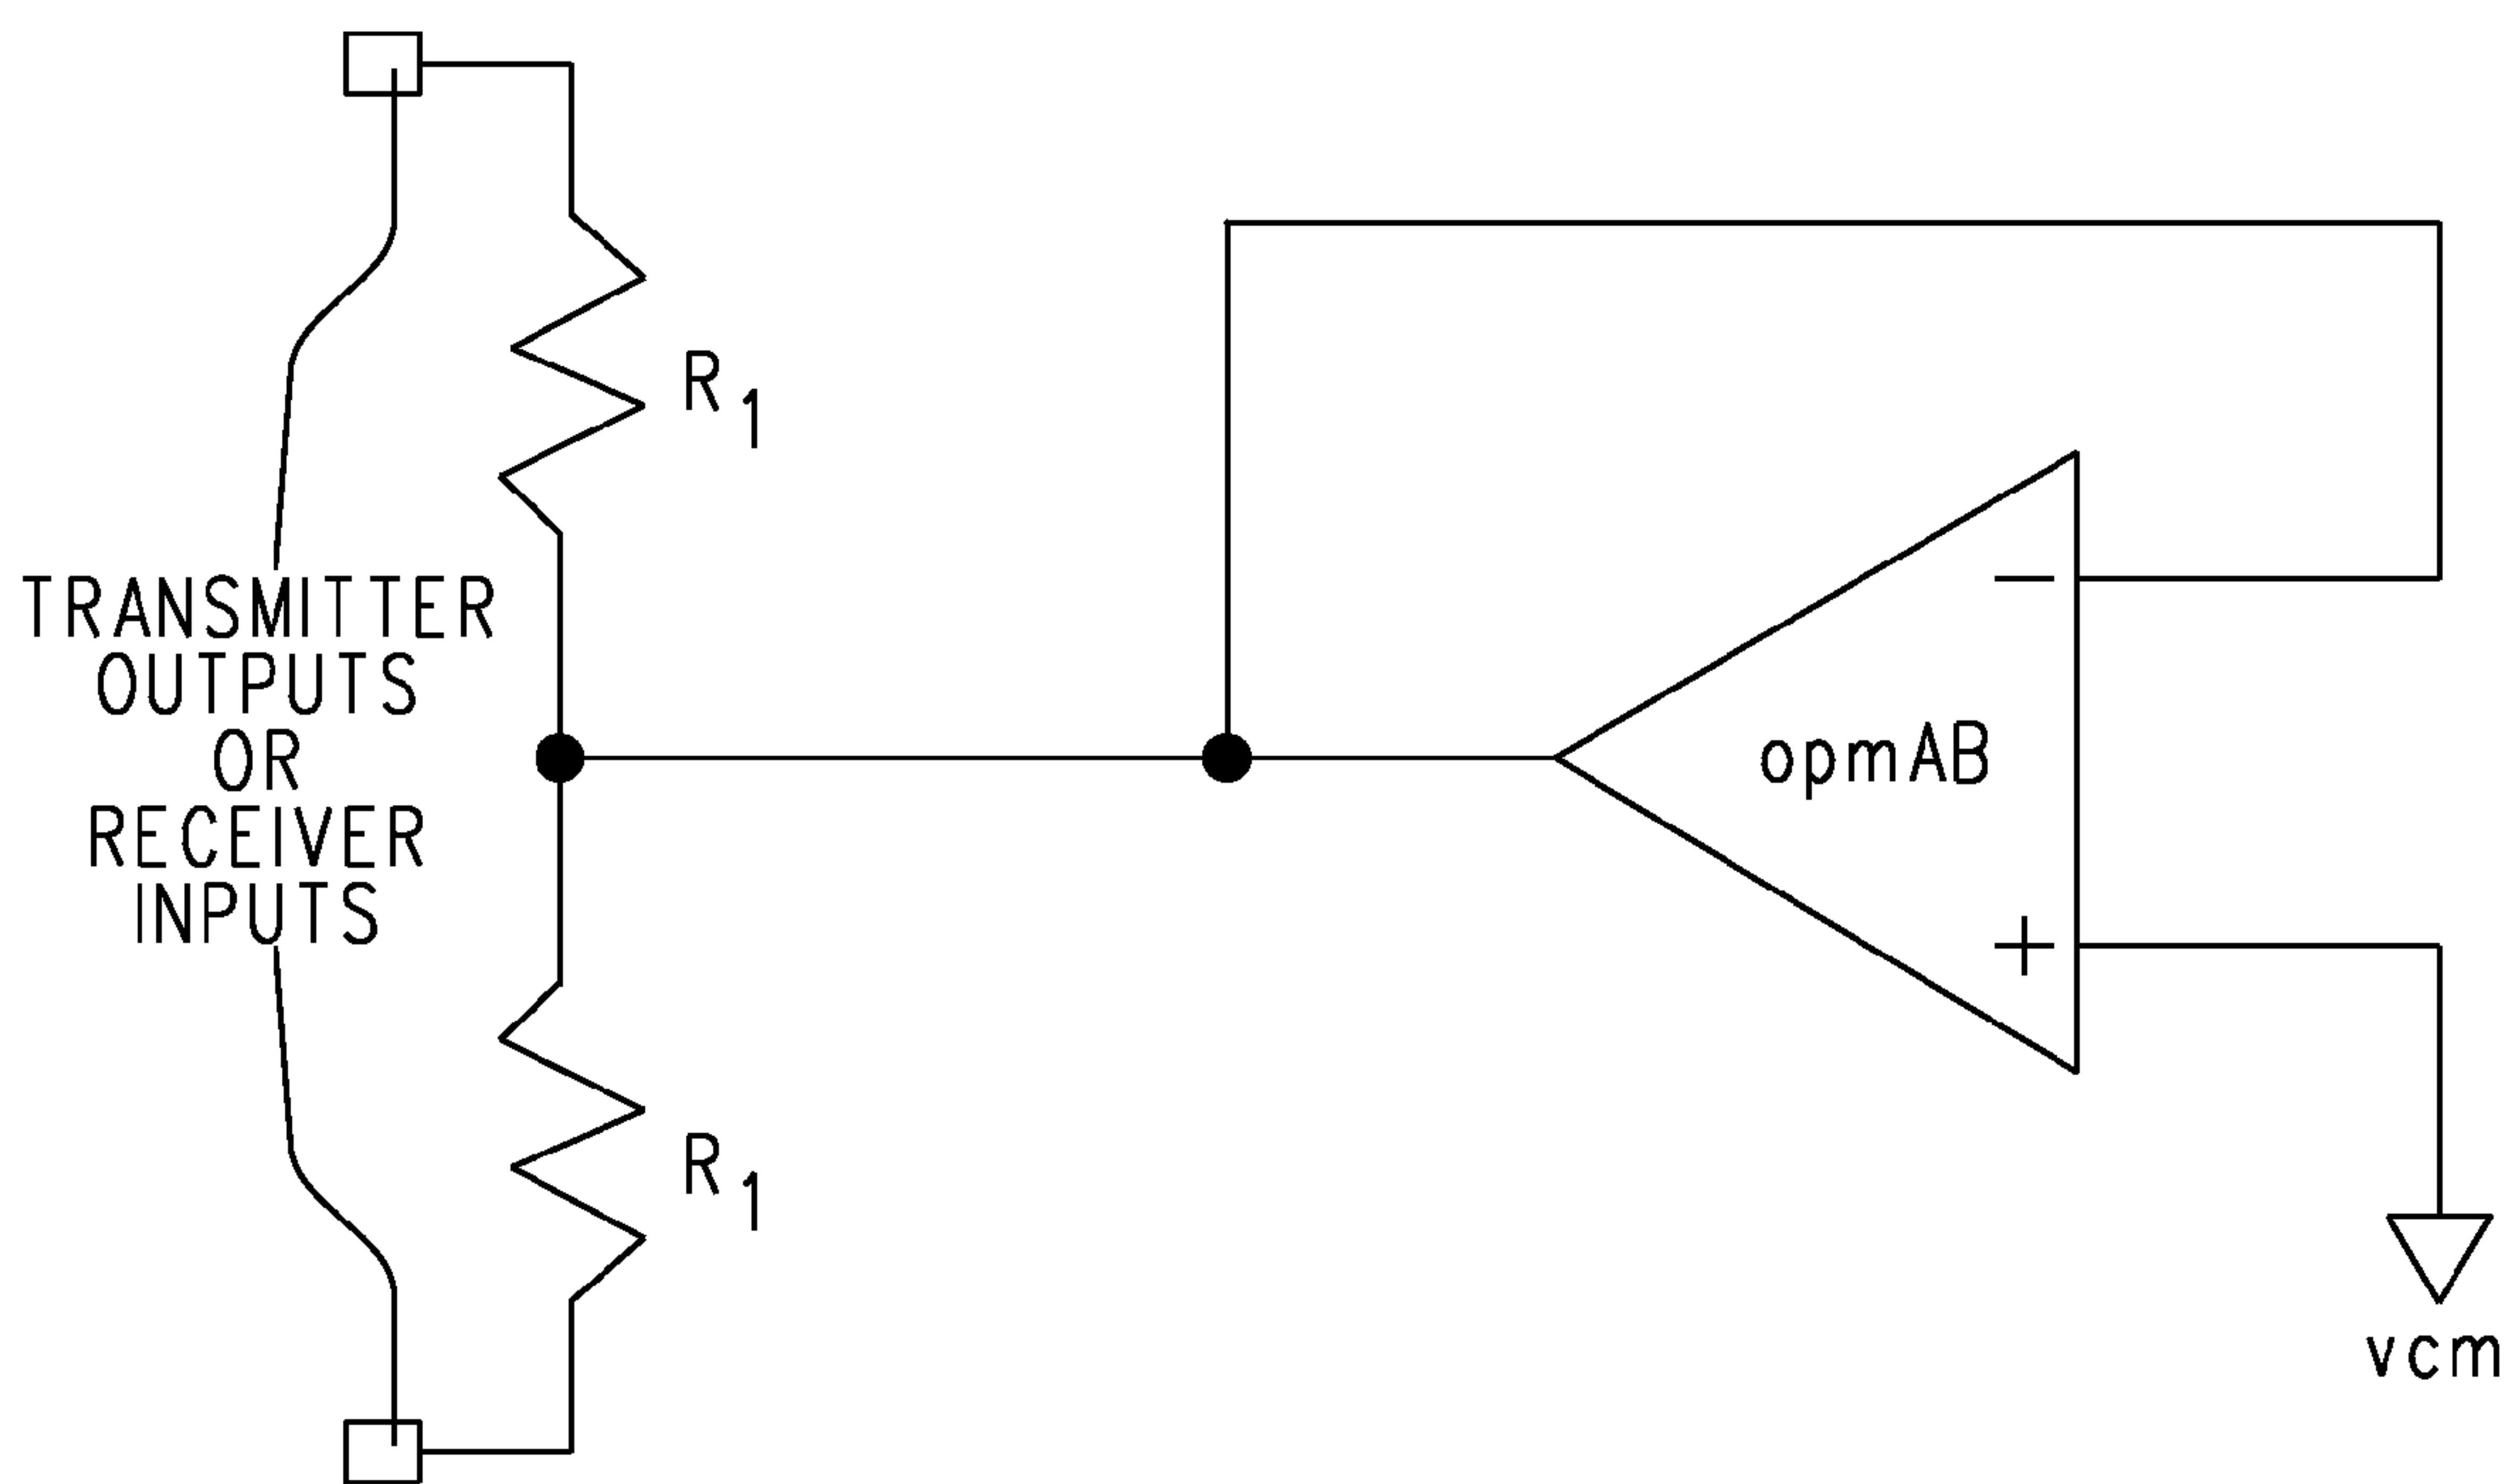 R1
TRANSMITTER
OUTPUTS
OR
RECEIVER
INPUTS
−
opmAB
+
R1
vcm